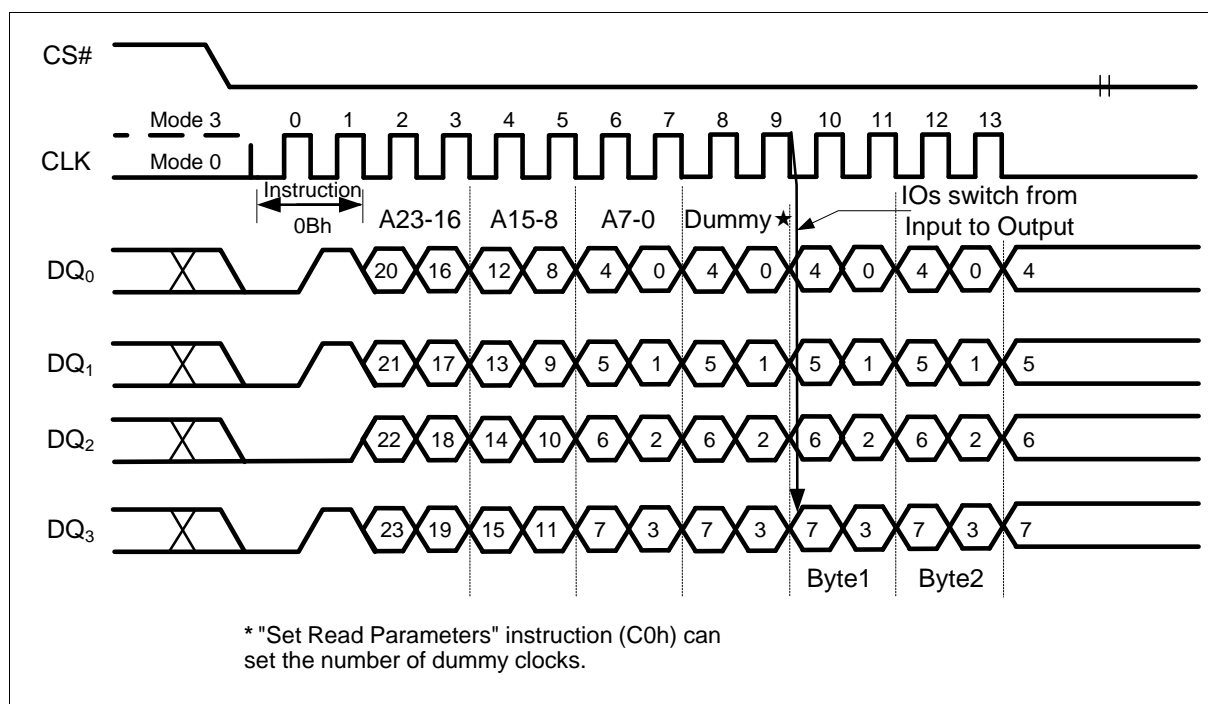 CS#
Mode 3
0 1 2 3 4 5 6 7 8 9 10 11 12 13
CLK
Mode 0
Instruction
0Bh
A23-16 A15-8 A7-0 Dummy★
IOs switch from
Input to Output
DQ0 20 16 12 8 4 0 4 0 4 0 4 0 4
DQ1 21 17 13 9 5 1 5 1 5 1 5 1 5
DQ2 22 18 14 10 6 2 6 2 6 2 6 2 6
DQ3 23 19 15 11 7 3 7 3 7 3 7 3 7
Byte1 Byte2
* "Set Read Parameters" instruction (C0h) can
set the number of dummy clocks.